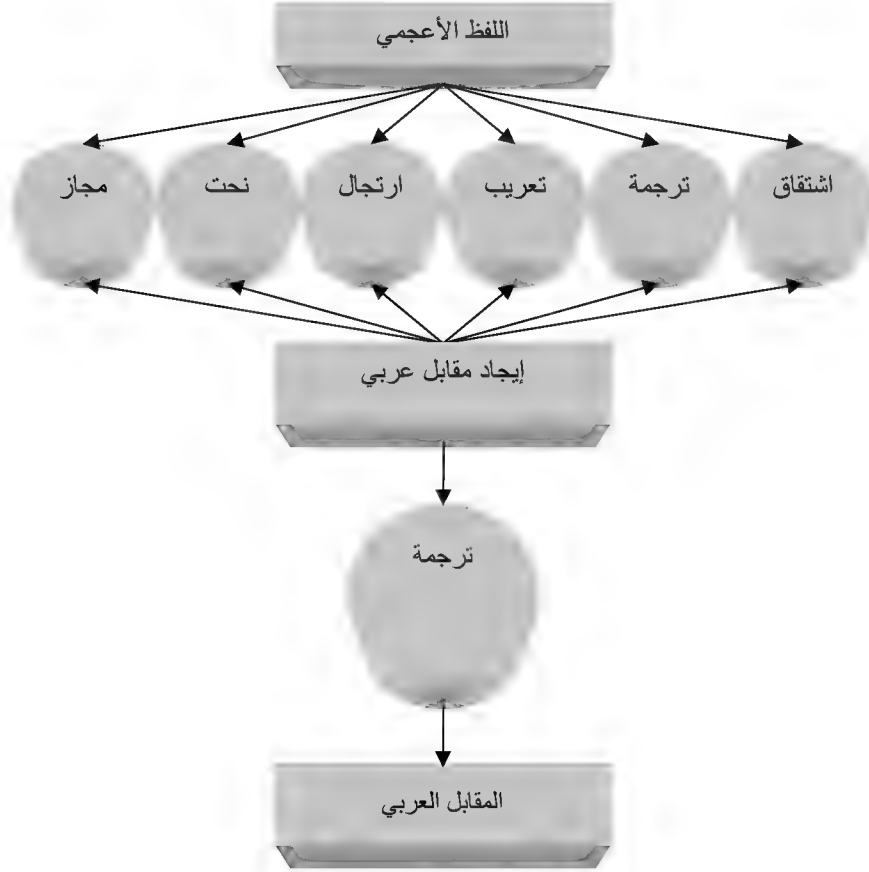 اللفظ الأعجمي
اشتقاق
ترجمة
تعريب
ارتجال
نحت
مجاز
إيجاد مقابل عربي
ترجمة
المقابل العربي